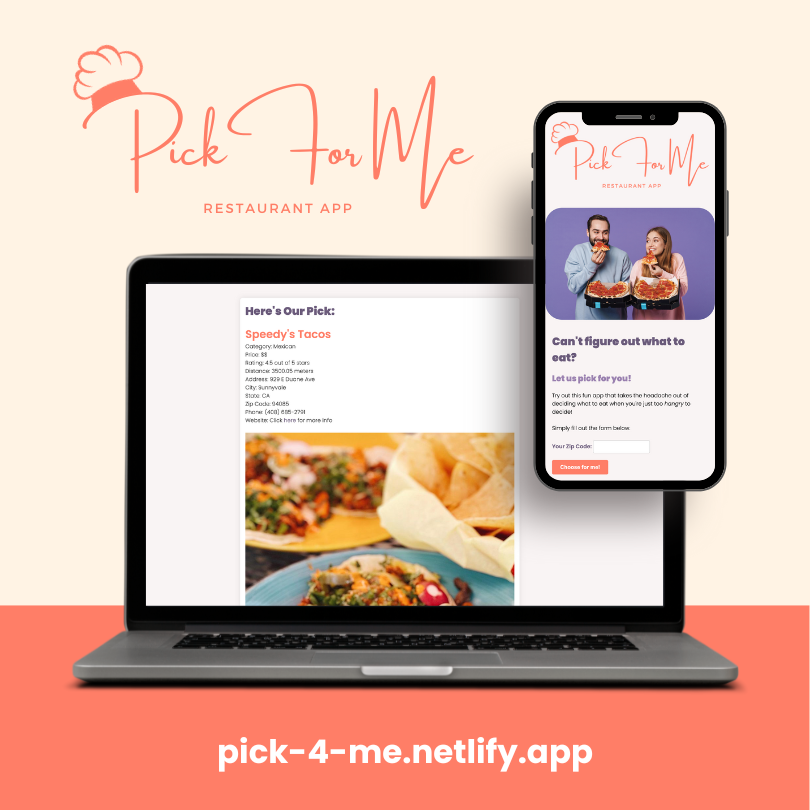 Pick For Me
RESTAURANT APP
Here's Our Pick:
Speedy's Tacos
Category: Mexican
Price: $$
Rating: 4.5 out of 5 stars
Distance: 3500.05 meters
Address: 929 E Duane Ave
City: Sunnyvale
State: CA
Zip Code: 94085
Phone: (408) 685-2791
Website: Click here for more info
Pick For Me
RESTAURANT APP
Can't figure out what to
eat?
Let us pick for you!
Try out this fun app that takes the headache out of
deciding what to eat when you're just too hangry to
decide!
Simply fill out the form below:
Your Zip Code:
Choose for me!
pick-4-me.netlify.app